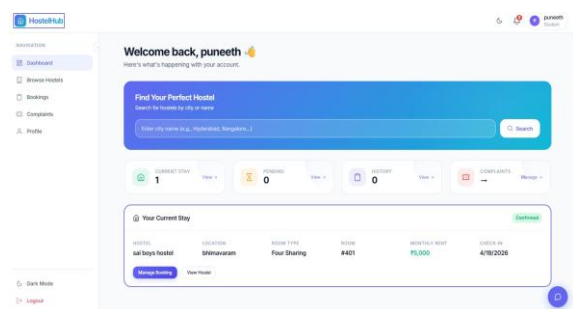 HostelHub
puneeth
Student
NAVIGATION
Dashboard
Browse Hostels
Bookings
Complaints
Profile
Dark Mode
Logout
Welcome back, puneeth 👋
Here's what's happening with your account.
Find Your Perfect Hostel
Search for hostels by city or name
Enter city name (e.g., Hyderabad, Bangalore...)
Search
CURRENT STAY
1
View →
PENDING
0
View →
HISTORY
0
View →
COMPLAINTS
→
Manage →
Your Current Stay
Confirmed
HOSTEL LOCATION ROOM TYPE ROOM MONTHLY RENT CHECK-IN
sai boys hostel bhimavaram Four Sharing #401 ₹5,000 4/19/2026
Manage Booking View Hostel